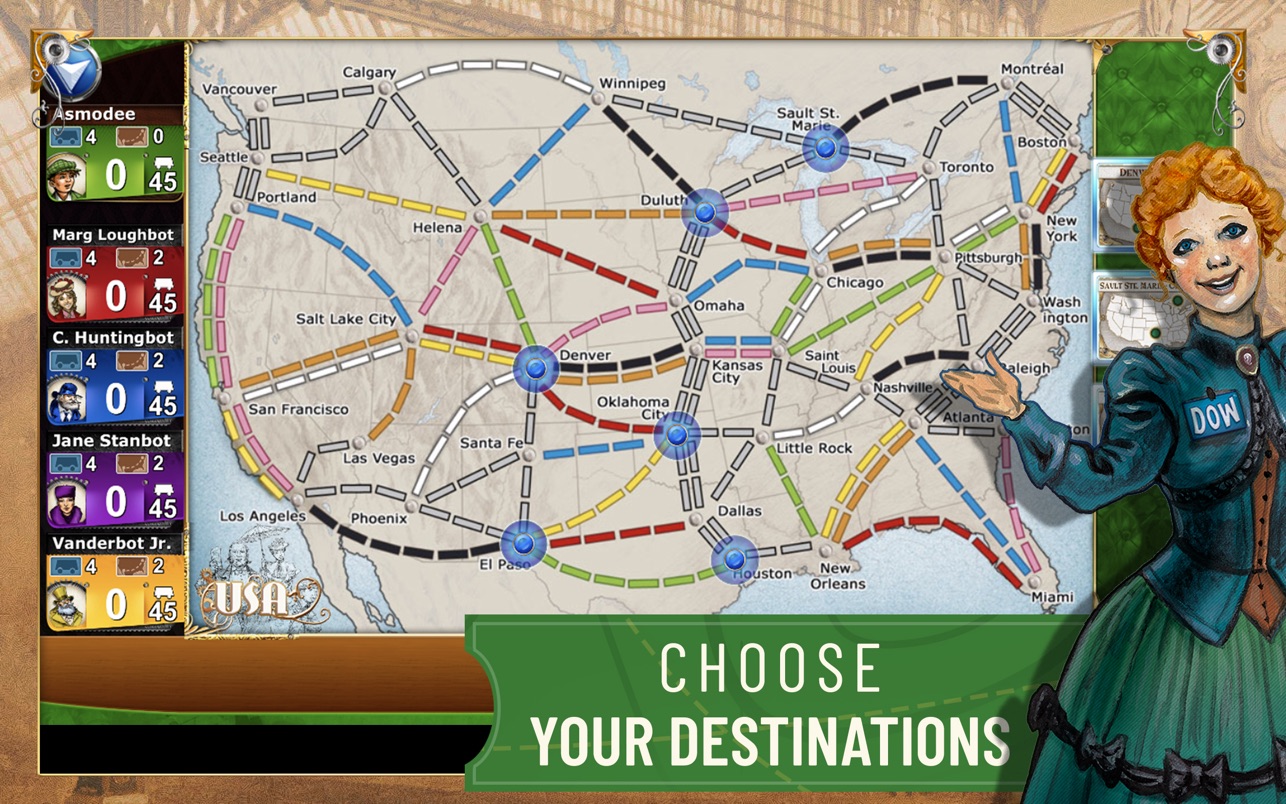 Asmodee
4
0
0
45
Marg Loughbot
4
2
0
45
C. Huntingbot
4
2
0
45
Jane Stanbot
4
2
0
45
Vanderbot Jr.
4
2
0
45
Vancouver
Calgary
Winnipeg
Montréal
Sault St.
Marie
Seattle
Boston
Toronto
Portland
Duluth
Helena
New
York
Pittsburgh
Chicago
Omaha
Wash
ington
Salt Lake City
Denver
Saint
Louis
Kansas
City
Raleigh
Nashville
San Francisco
Oklahoma
City
Atlanta
Santa Fe
Little Rock
Las Vegas
Los Angeles
Phoenix
Dallas
El Paso
Houston
New
Orleans
Miami
USA
SAULT STE. MARIE
DOW
CHOOSE
YOUR DESTINATIONS